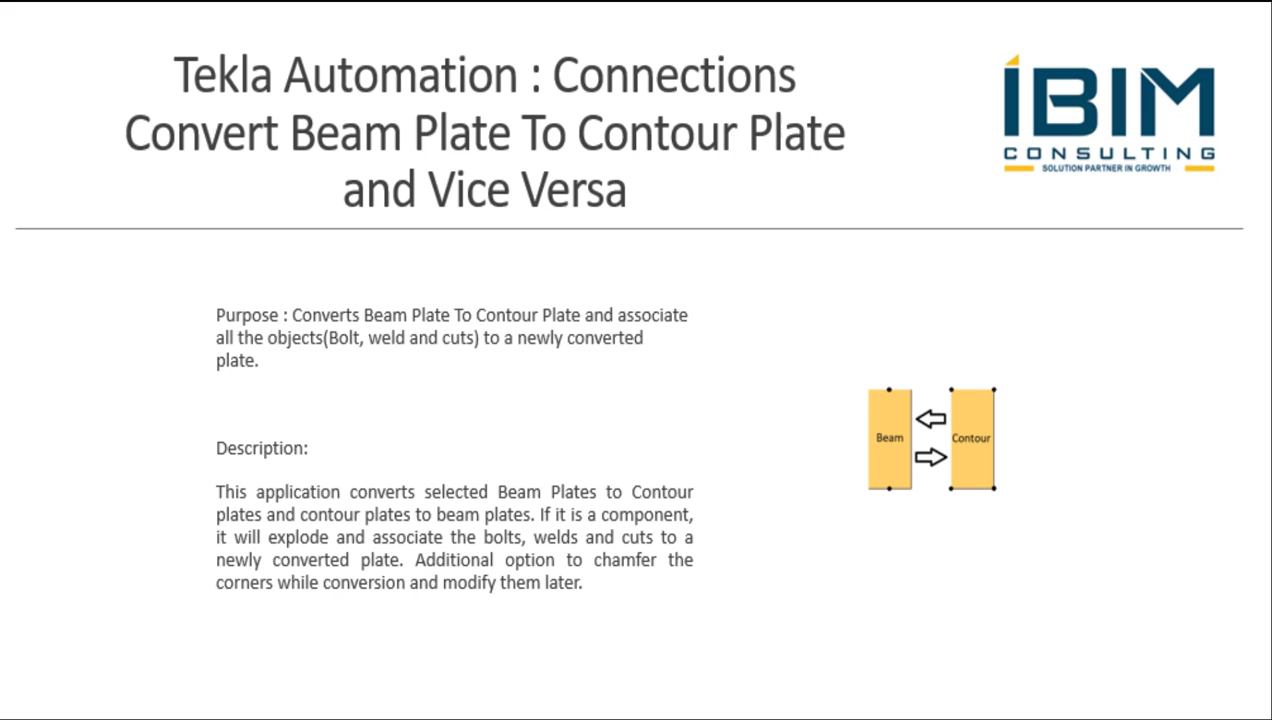 Tekla Automation : Connections
Convert Beam Plate To Contour Plate
and Vice Versa
iBIM
CONSULTING
SOLUTION PARTNER IN GROWTH
Purpose : Converts Beam Plate To Contour Plate and associate
all the objects(Bolt, weld and cuts) to a newly converted
plate.
Beam
Contour
Description:
This application converts selected Beam Plates to Contour
plates and contour plates to beam plates. If it is a component,
it will explode and associate the bolts, welds and cuts to a
newly converted plate. Additional option to chamfer the
corners while conversion and modify them later.